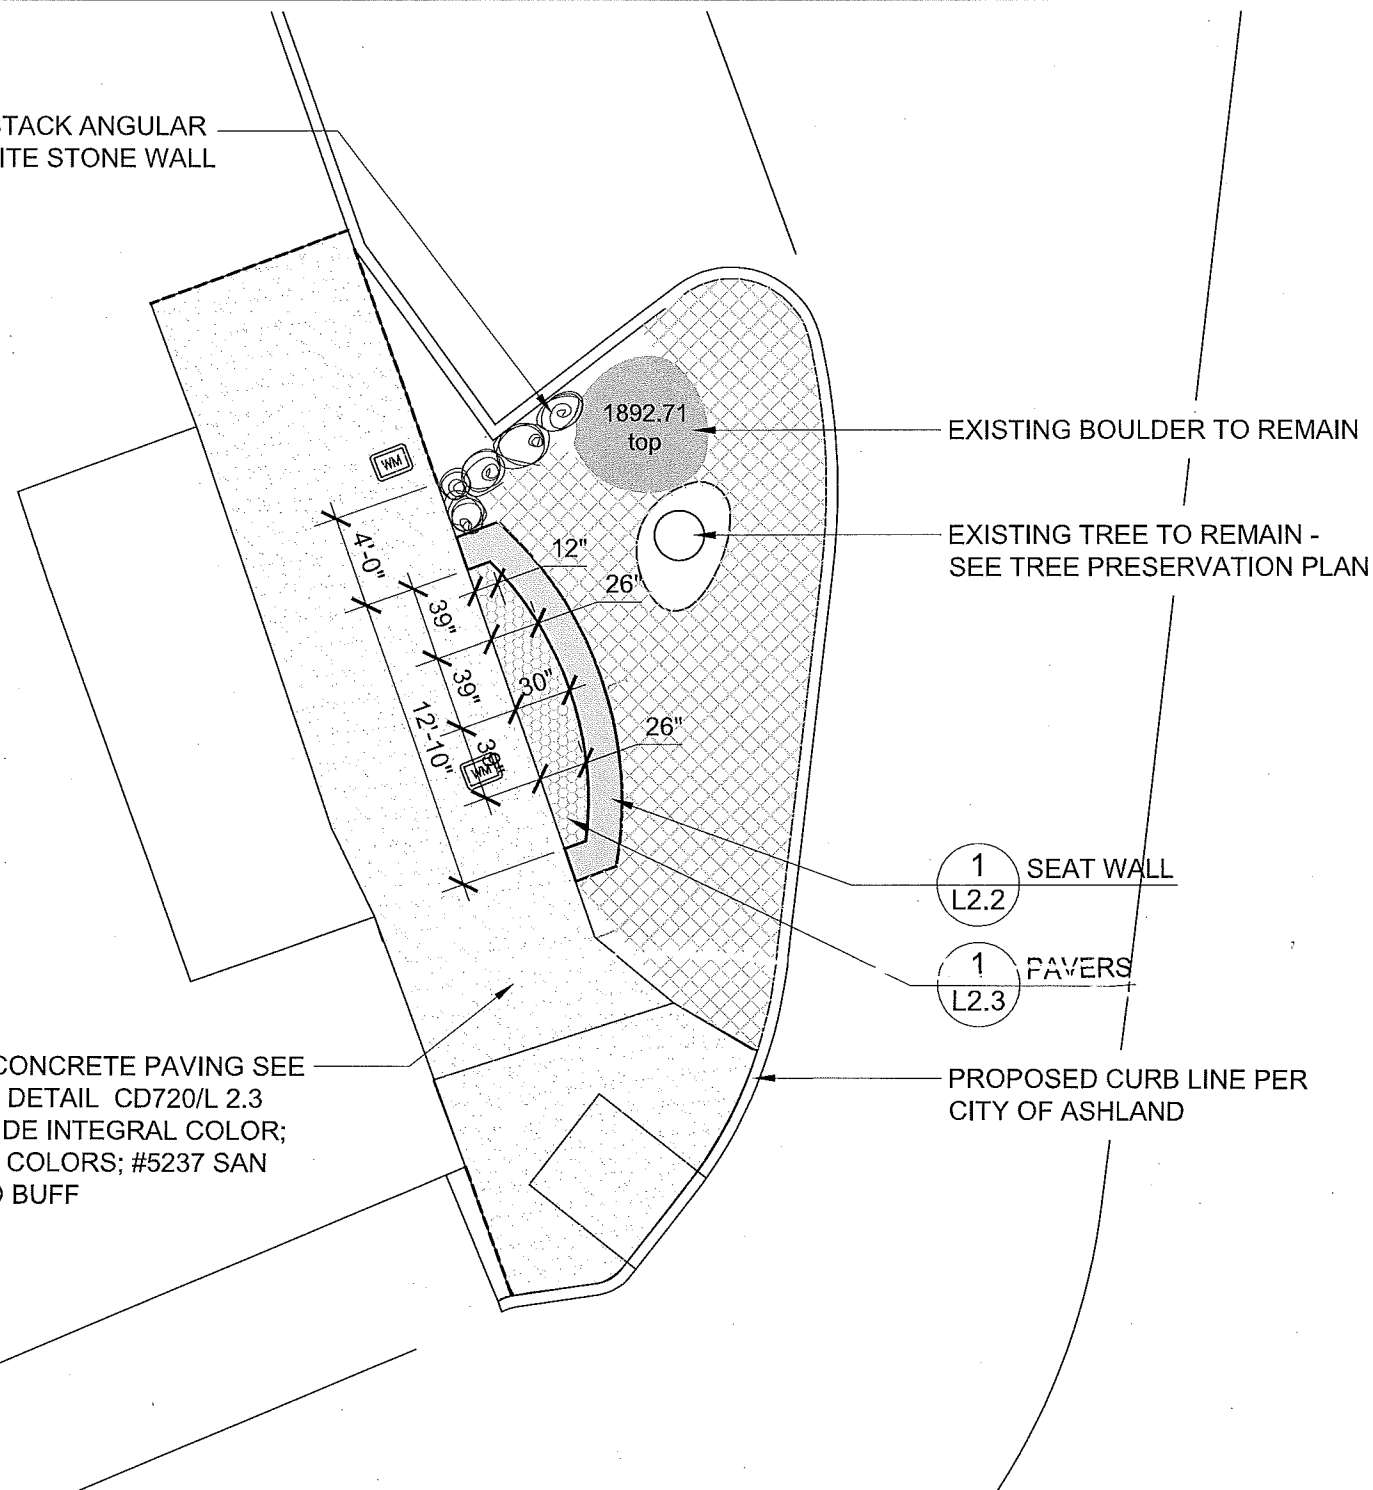 STACK ANGULAR
ITE STONE WALL
1892.71
top
EXISTING BOULDER TO REMAIN
WM
EXISTING TREE TO REMAIN -
SEE TREE PRESERVATION PLAN
4'-0"
12"
26"
39"
39"
30"
12'-10"
26"
WM
1
L2.2
SEAT WALL
1
L2.3
PAVERS
CONCRETE PAVING SEE
DETAIL CD720/L 2.3
DE INTEGRAL COLOR;
COLORS; #5237 SAN
BUFF
PROPOSED CURB LINE PER
CITY OF ASHLAND